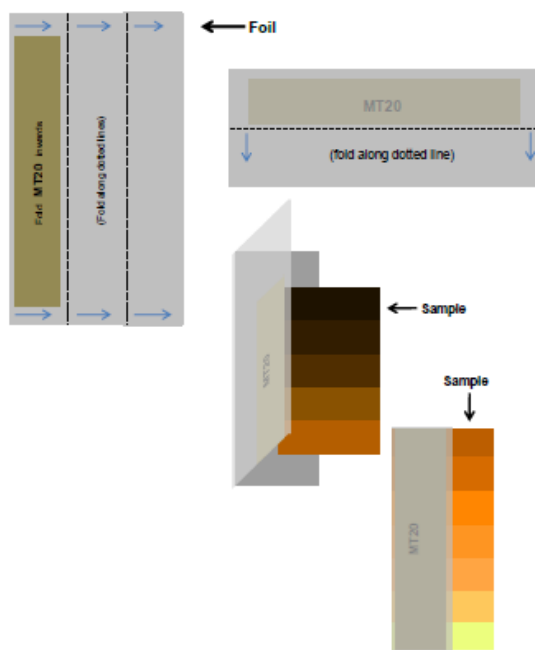 Foil
Fold MT20 inwards
(Fold along dotted lines)
MT20
(fold along dotted line)
Sample
MT20
Sample
MT20